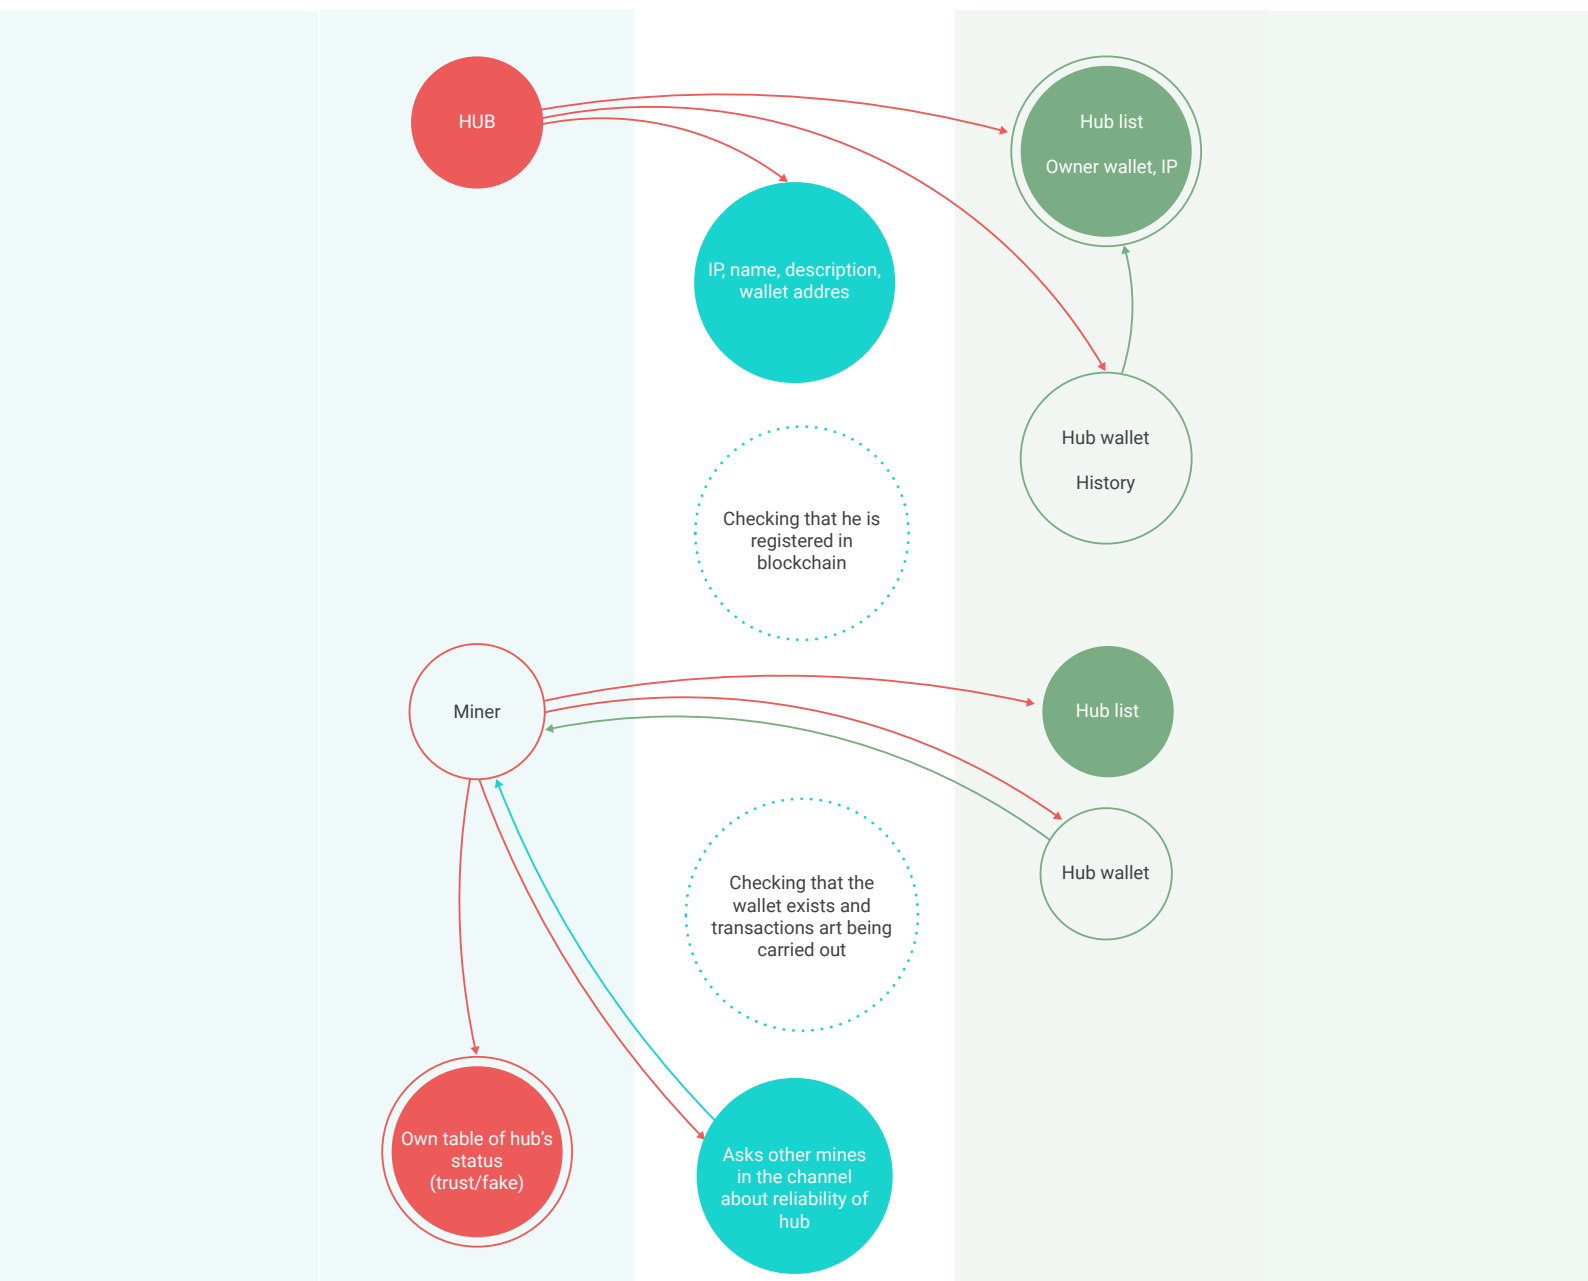 HUB
Hub list
Owner wallet, IP
IP, name, description,
wallet addres
Hub wallet
History
Checking that he is
registered in
blockchain
Miner
Hub list
Hub wallet
Checking that the
wallet exists and
transactions art being
carried out
Own table of hub's
status
(trust/fake)
Asks other mines
in the channel
about reliability of
hub